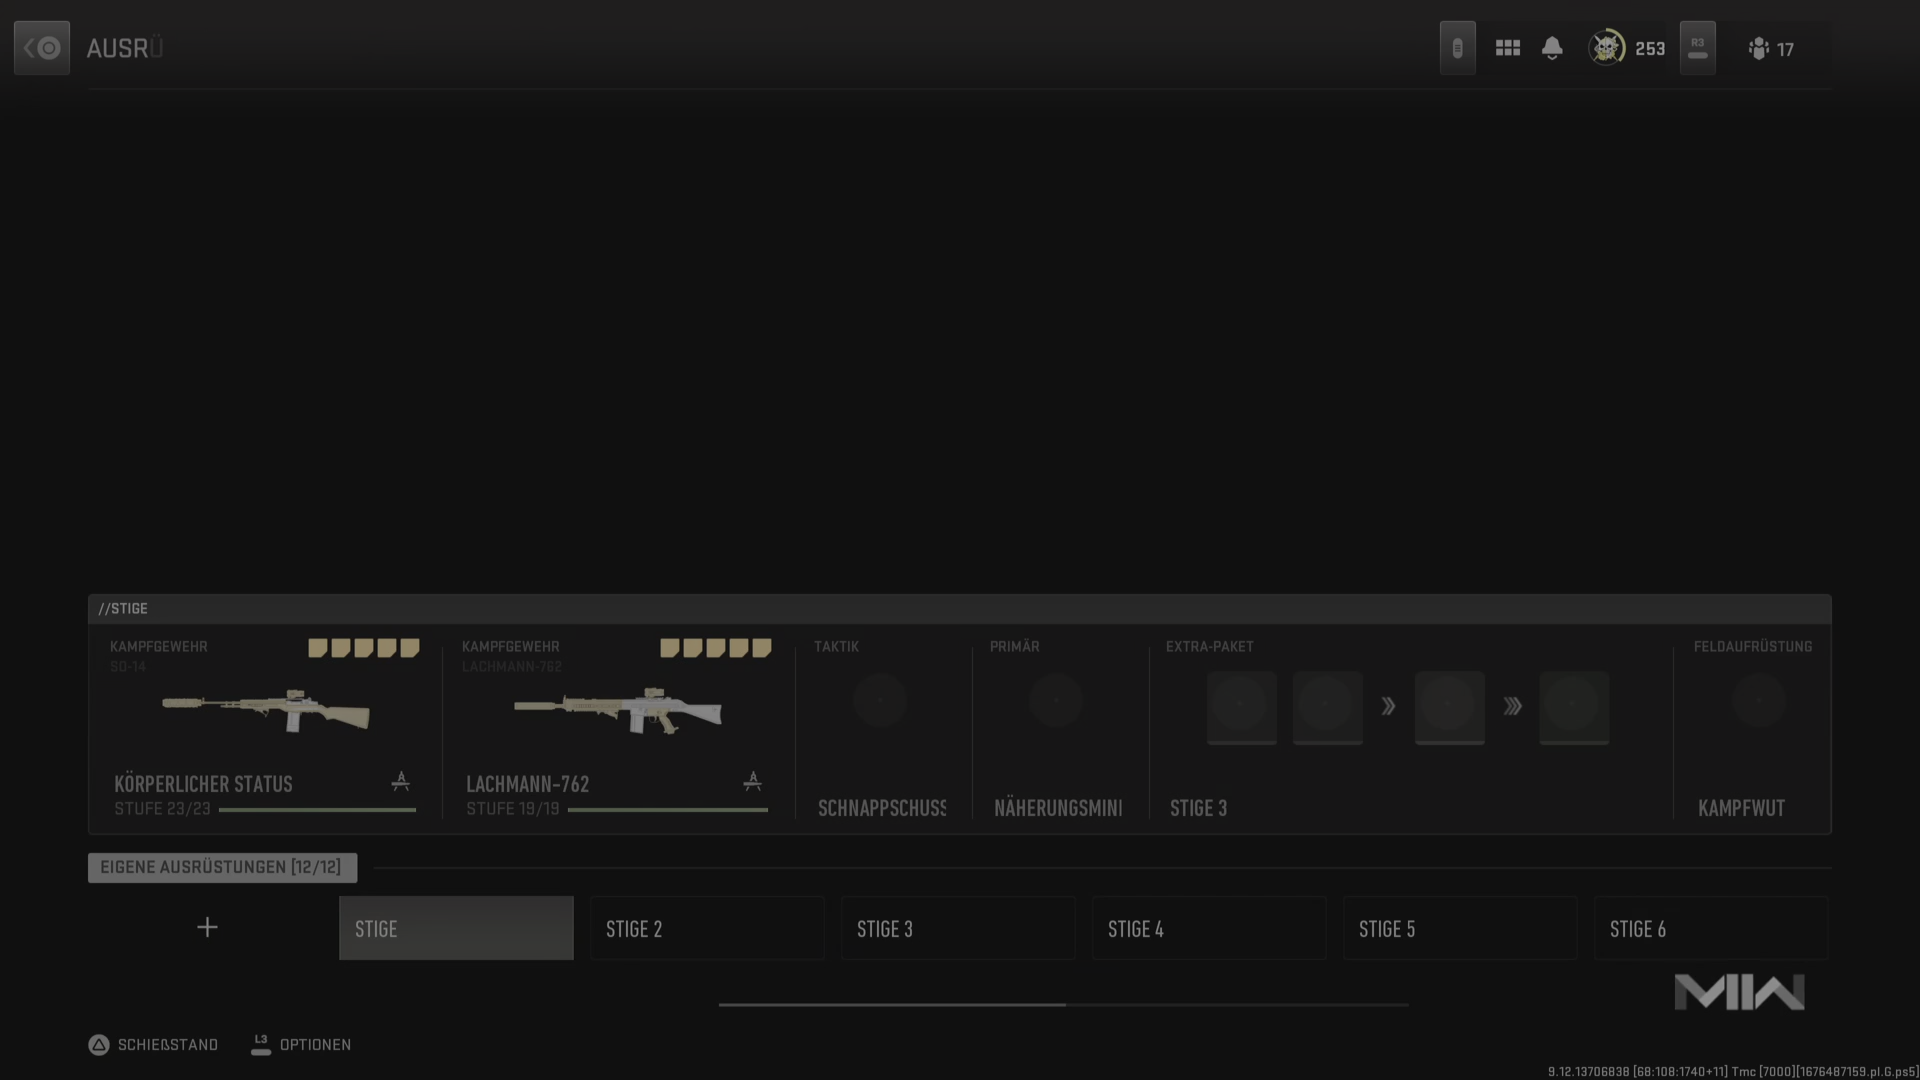 AUSRÜ
253
R3
17
//STIGE
KAMPFGEWEHR
SO-14
KÖRPERLICHER STATUS
STUFE 23/23
KAMPFGEWEHR
LACHMANN-762
LACHMANN-762
STUFE 19/19
TAKTIK
SCHNAPPSCHUSS
PRIMÄR
NÄHERUNGSMINI
EXTRA-PAKET
STIGE 3
FELDAUFRÜSTUNG
KAMPFWUT
EIGENE AUSRÜSTUNGEN [12/12]
+
STIGE
STIGE 2
STIGE 3
STIGE 4
STIGE 5
STIGE 6
MW
SCHIEẞSTAND
L3
OPTIONEN
9.12.13706838 [68:108:1740+11] Tmc [7000][1676487159.pl.G.ps5]